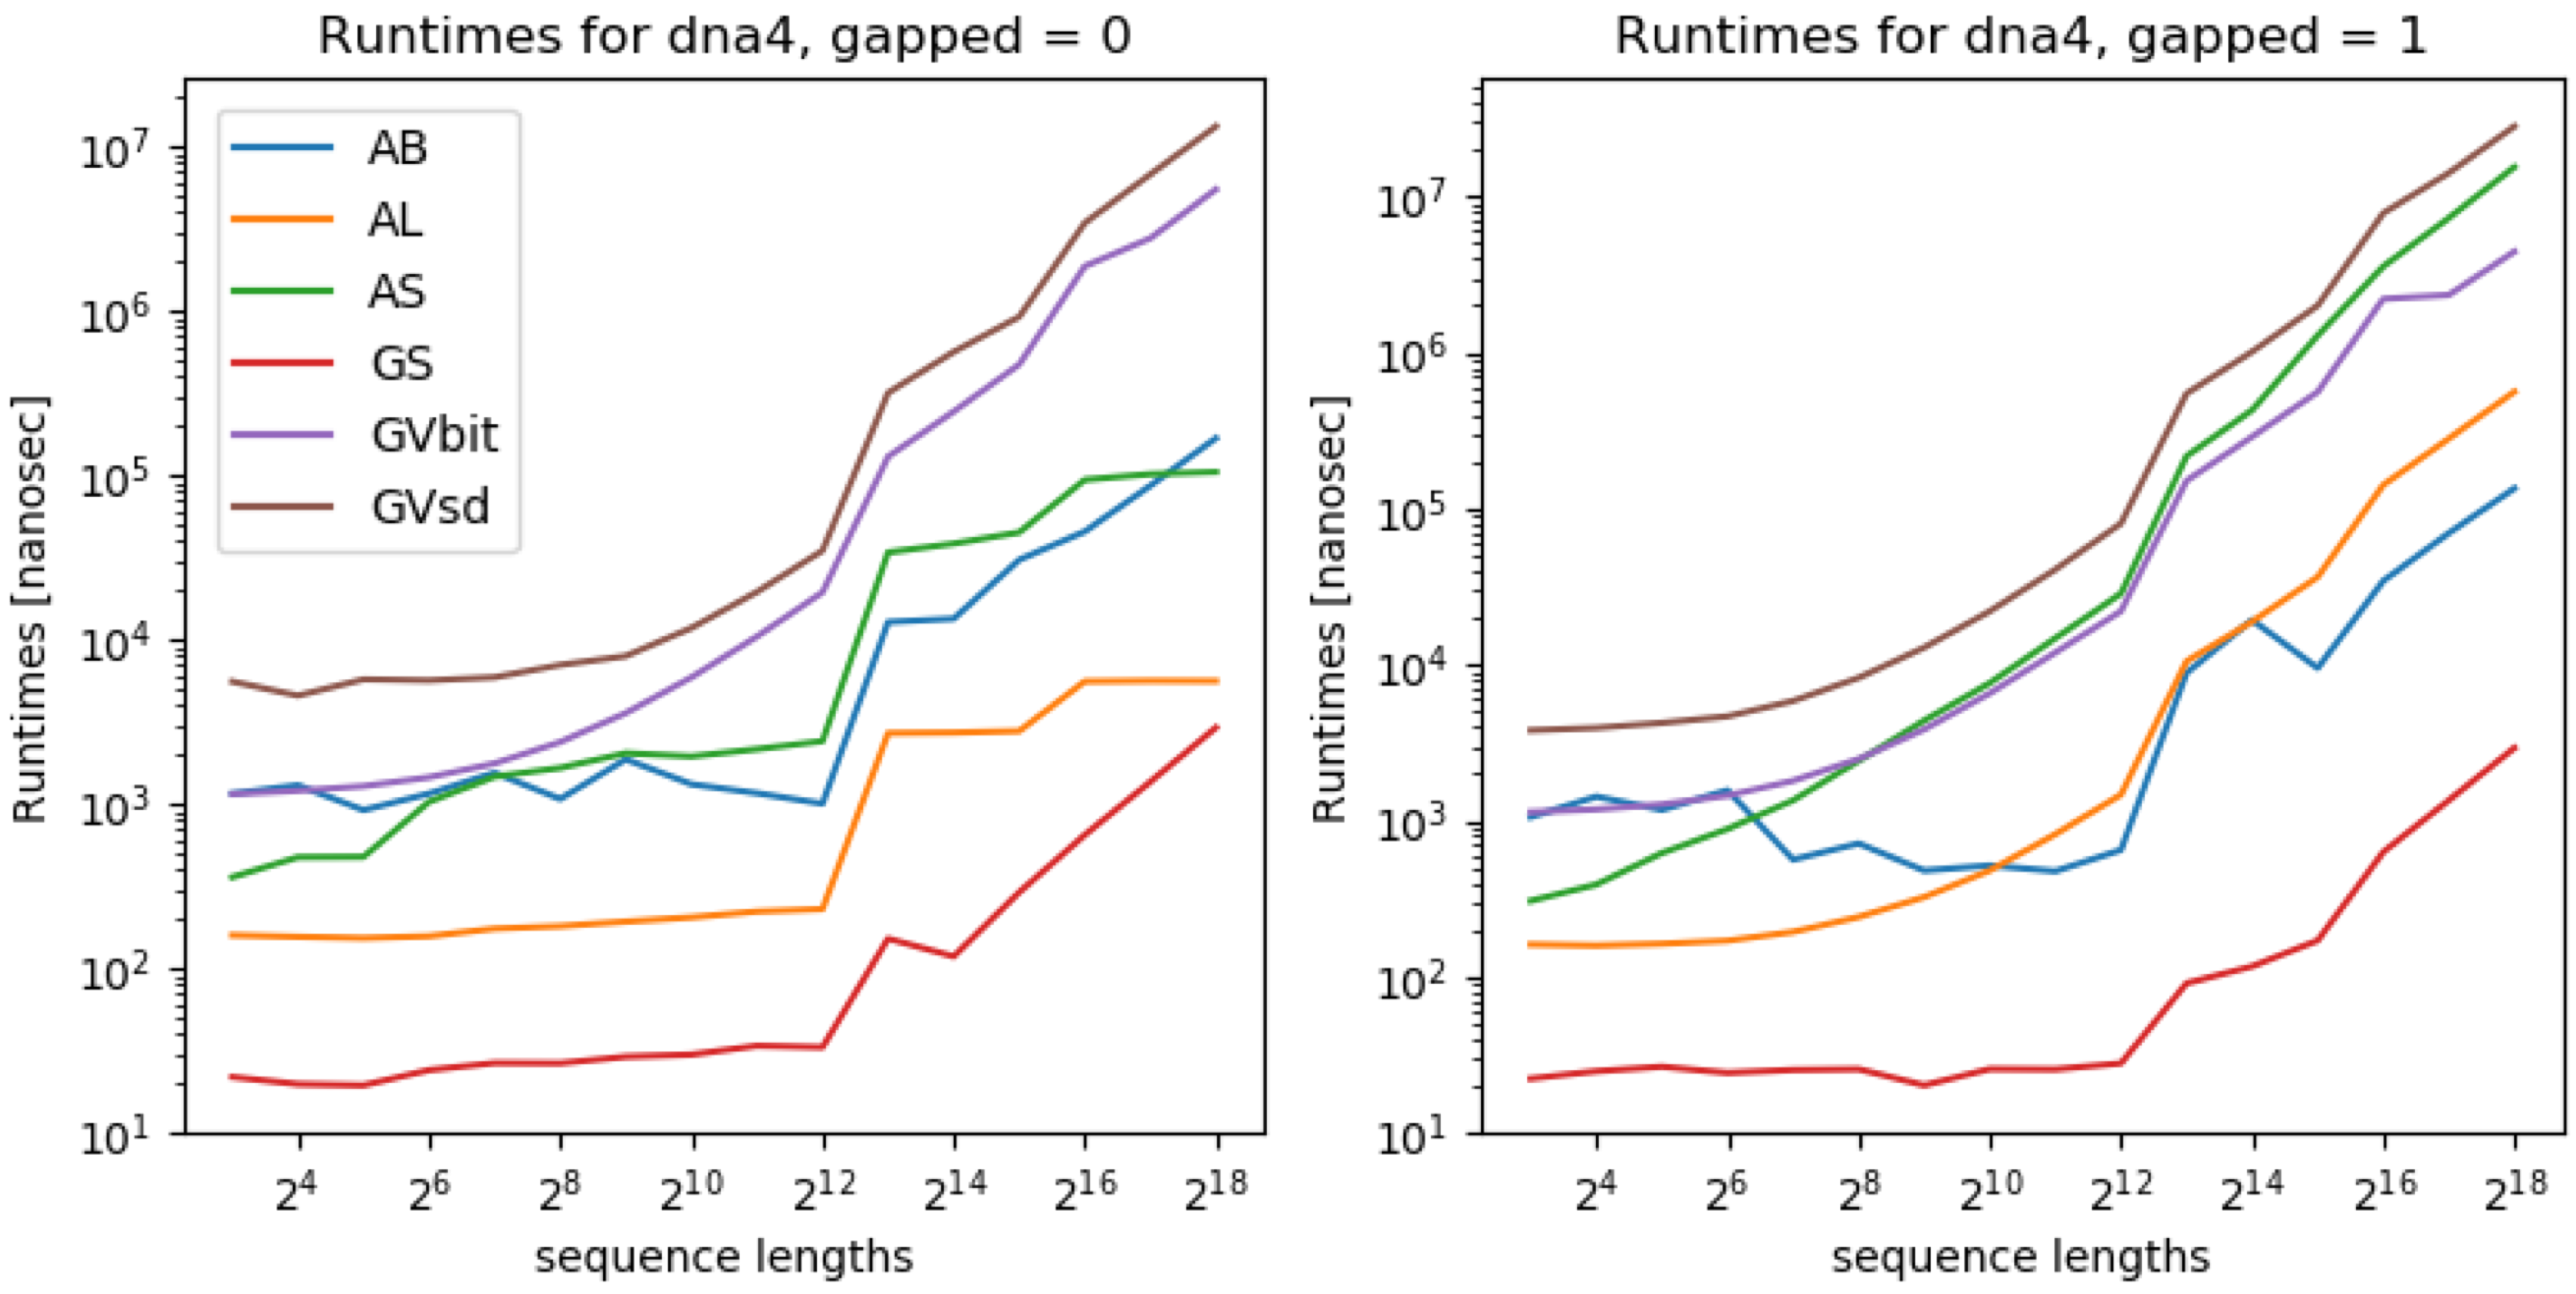 Runtimes for dna4, gapped = 0
Runtimes [nanosec]
10^7
10^6
10^5
10^4
10^3
10^2
10^1
AB
AL
AS
GS
GVbit
GVsd
2^4 2^6 2^8 2^10 2^12 2^14 2^16 2^18
sequence lengths
Runtimes for dna4, gapped = 1
Runtimes [nanosec]
10^7
10^6
10^5
10^4
10^3
10^2
10^1
2^4 2^6 2^8 2^10 2^12 2^14 2^16 2^18
sequence lengths